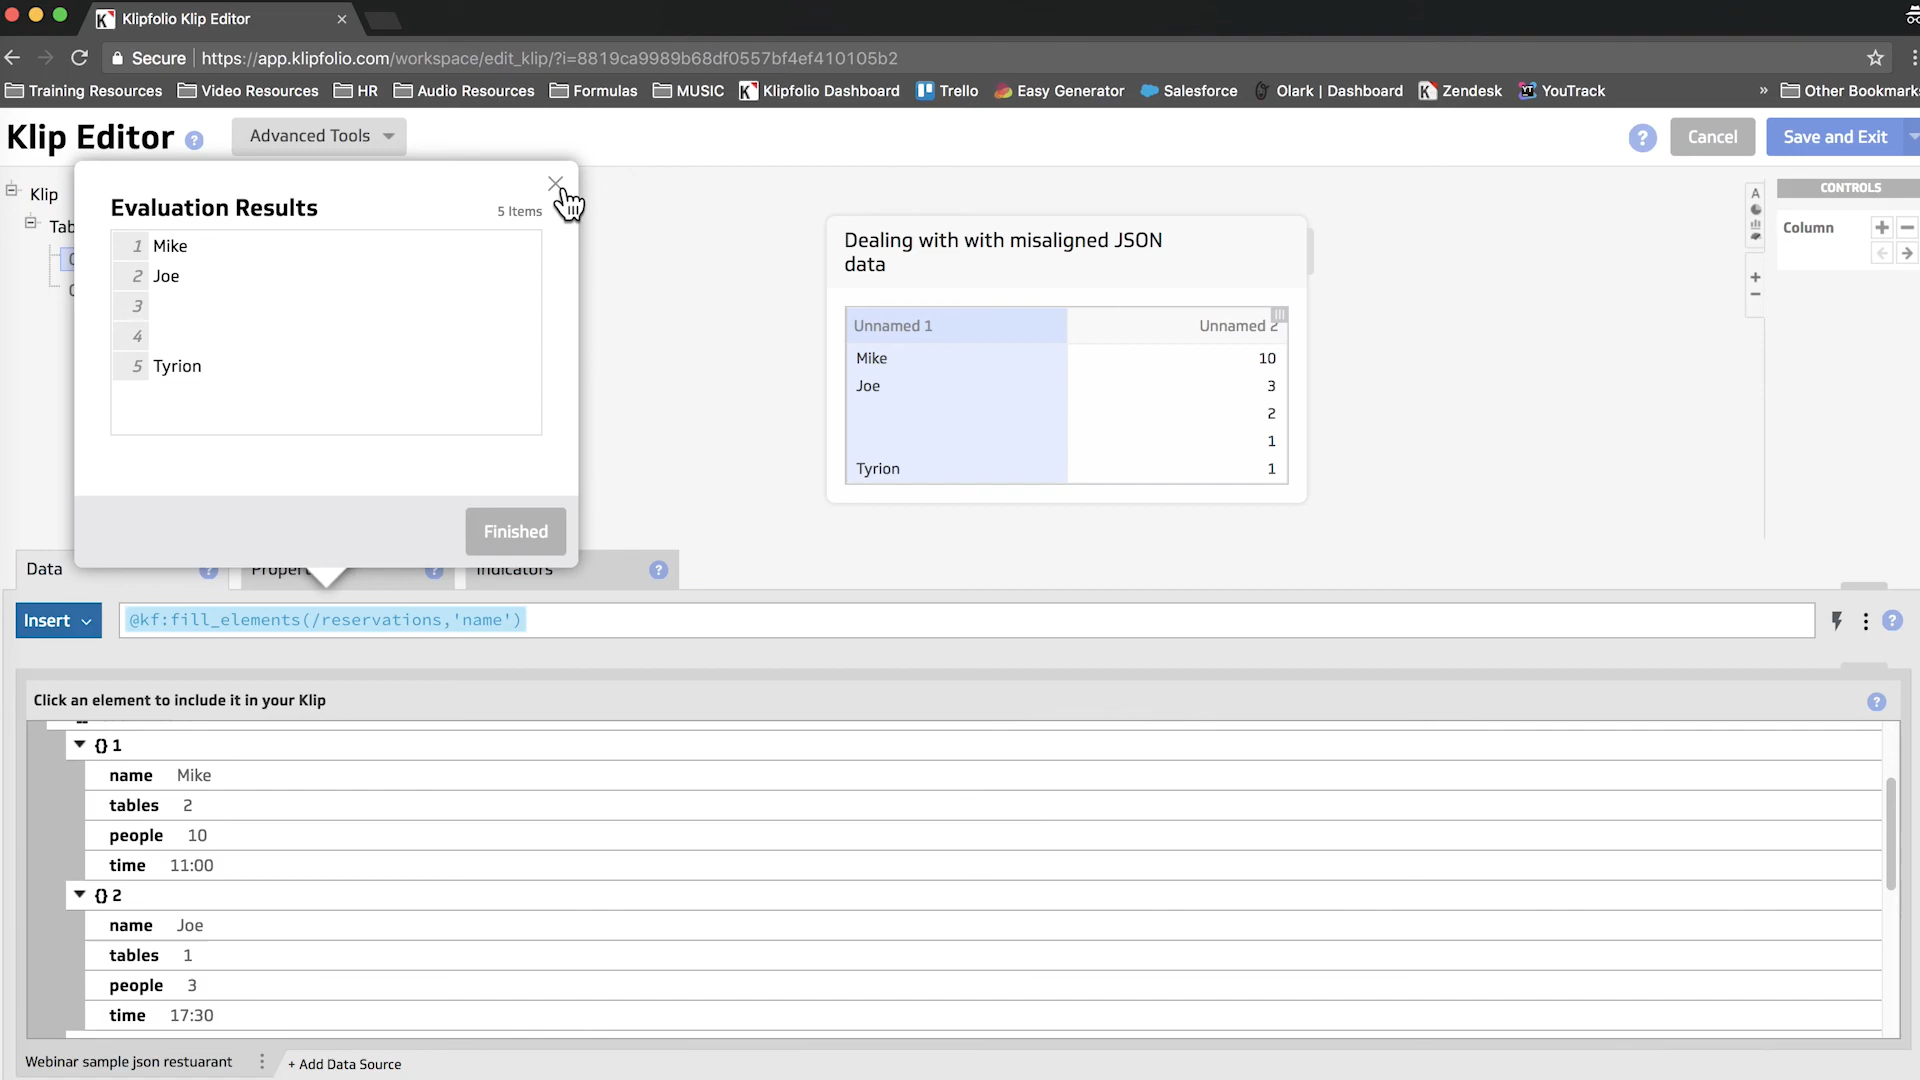 Klipfolio Klip Editor
Secure https://app.klipfolio.com/workspace/edit_klip/?i=8819ca9989b68df0557bf4ef410105b2
Training Resources Video Resources HR Audio Resources Formulas MUSIC Klipfolio Dashboard Trello Easy Generator Salesforce Olark | Dashboard Zendesk YouTrack » Other Bookmark
Klip Editor ? Advanced Tools ? Cancel Save and Exit
Klip
Tab
Evaluation Results
5 Items
1 Mike
2 Joe
3
4
5 Tyrion
Finished
Dealing with with misaligned JSON
data
Unnamed 1 Unnamed 2
Mike 10
Joe 3
2
1
Tyrion 1
A
CONTROLS
Column
Data ? Propert ? Indicators ?
Insert @kf:fill_elements(/reservations,'name') ?
Click an element to include it in your Klip ?
{} 1
name Mike
tables 2
people 10
time 11:00
{} 2
name Joe
tables 1
people 3
time 17:30
Webinar sample json restuarant + Add Data Source